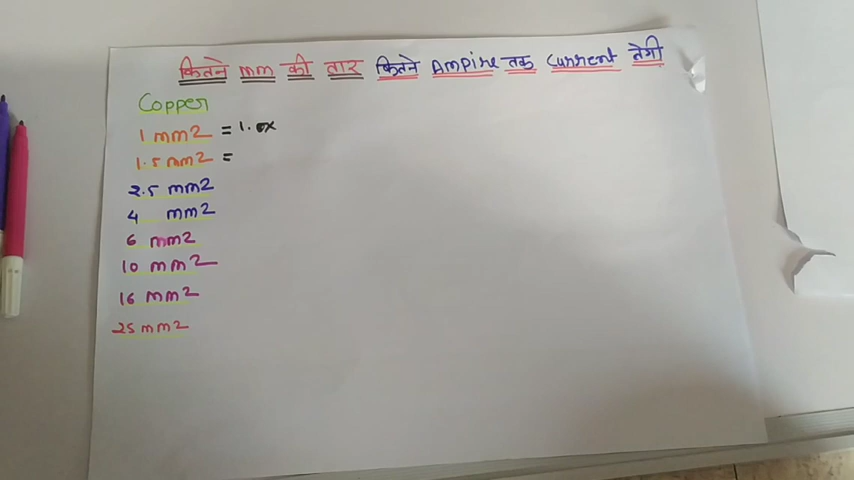 कितने mm की तार कितने Ampire तक Current लेगी
Copper
1 mm2 = 1.0x
1.5 mm2 =
2.5 mm2
4 mm2
6 mm2
10 mm2
16 mm2
25 mm2